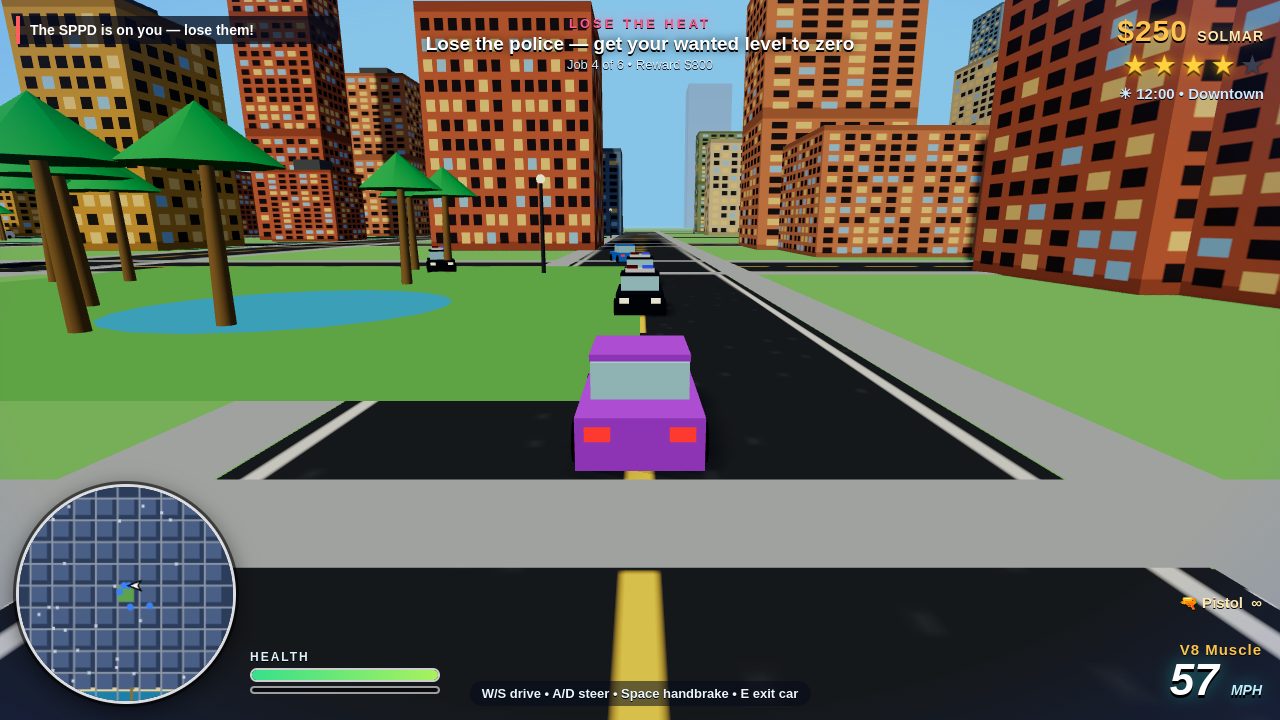 The SPPD is on you — lose them!
LOSE THE HEAT
Lose the police — get your wanted level to zero
Job 4 of 6 • Reward $800
$250 SOLMAR
★★★★★
☀ 12:00 • Downtown
HEALTH
W/S drive • A/D steer • Space handbrake • E exit car
🔫 Pistol ∞
V8 Muscle
57 MPH